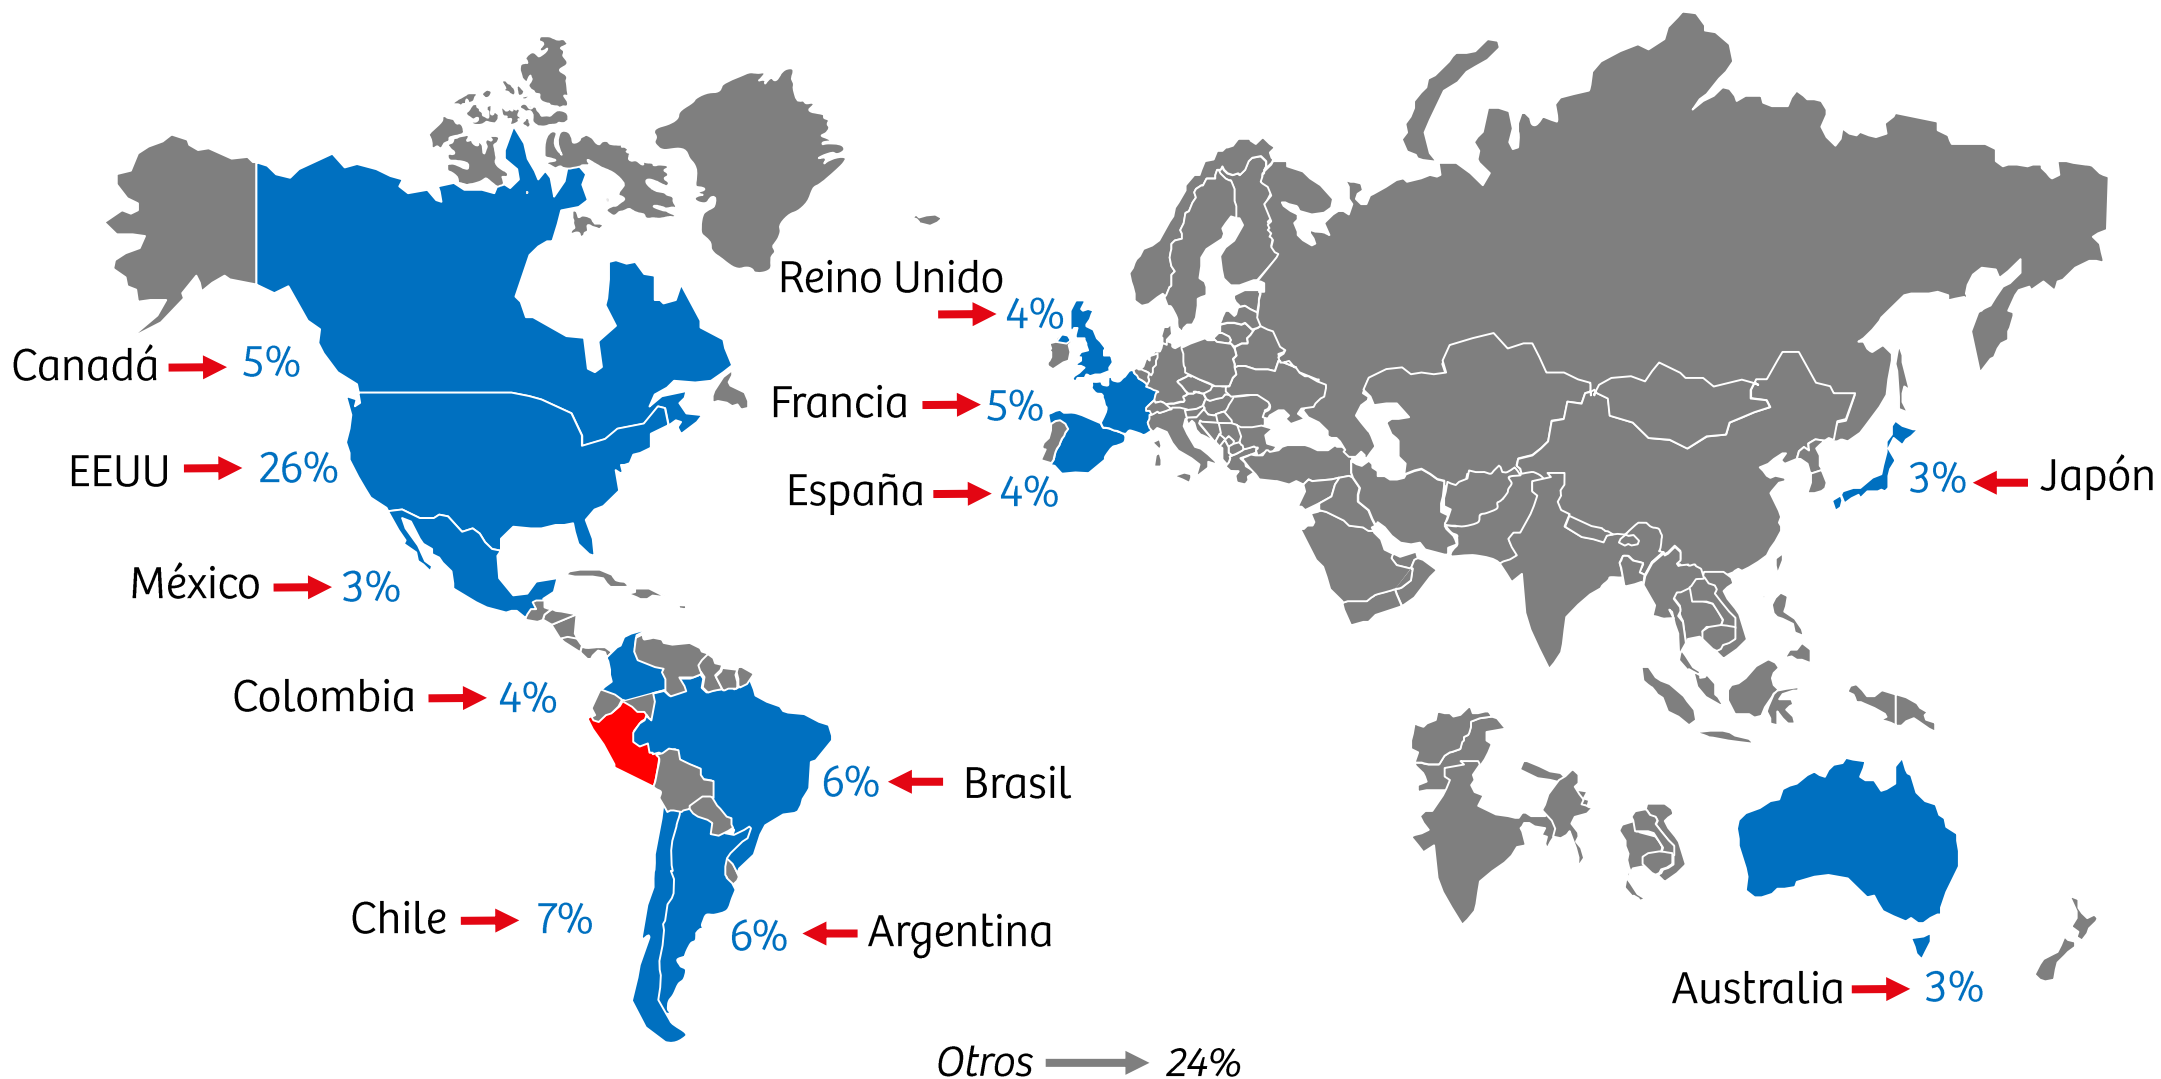 Reino Unido
4%
Canadá 5%
Francia 5%
EEUU 26%
España 4%
3% Japón
México 3%
Colombia 4%
6% Brasil
Chile 7%
6% Argentina
Australia 3%
Otros 24%